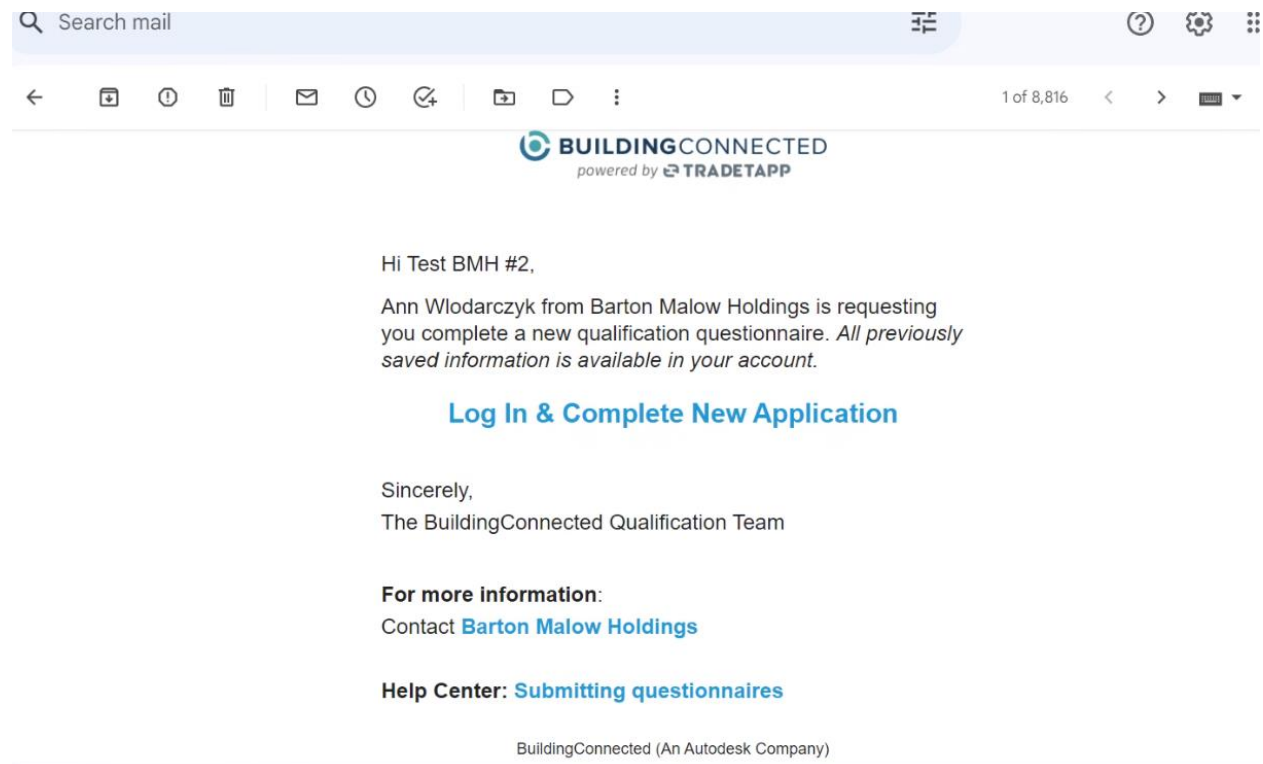 Search mail
1 of 8,816
BUILDINGCONNECTED
powered by TRADETAPP
Hi Test BMH #2,
Ann Wlodarczyk from Barton Malow Holdings is requesting
you complete a new qualification questionnaire. All previously
saved information is available in your account.
Log In & Complete New Application
Sincerely,
The BuildingConnected Qualification Team
For more information:
Contact Barton Malow Holdings
Help Center: Submitting questionnaires
BuildingConnected (An Autodesk Company)